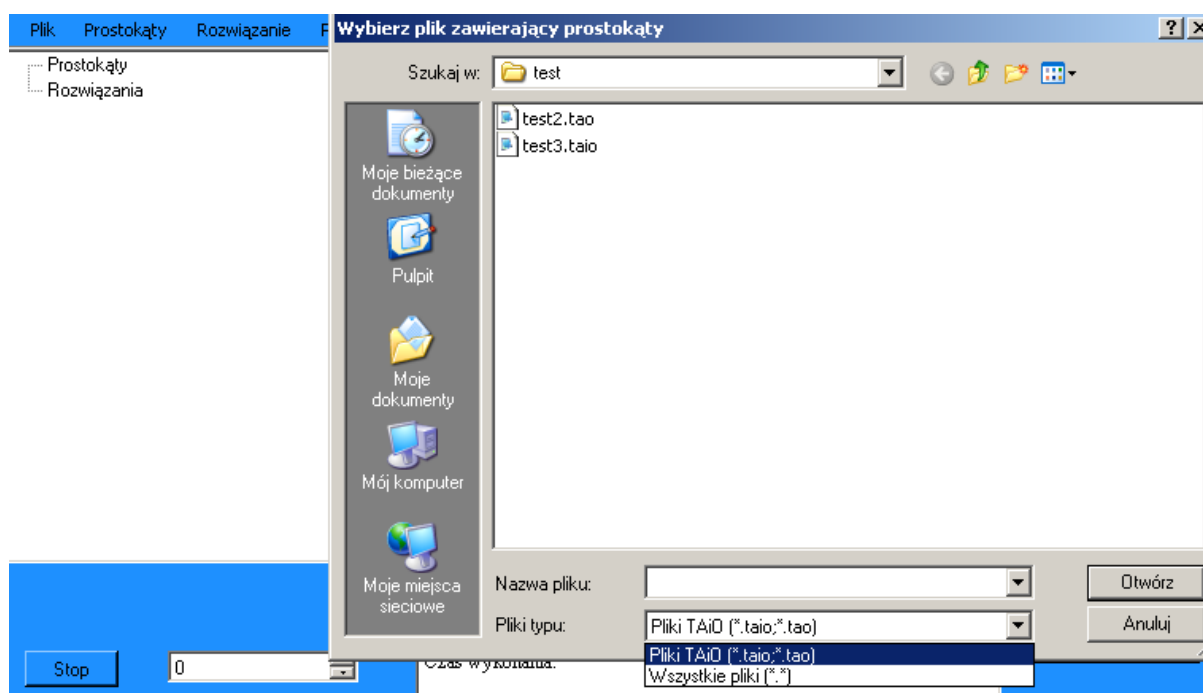 Plik Prostokąty Rozwiązanie
Prostokąty
Rozwiązania
Wybierz plik zawierający prostokąty
Szukaj w: test
test2.tao
test3.taio
Moje bieżące
dokumenty
Pulpit
Moje
dokumenty
Mój komputer
Moje miejsca
sieciowe
Nazwa pliku:
Otwórz
Pliki typu: Pliki TAiO (*.taio;*.tao)
Anuluj
Pliki TAiO (*.taio;*.tao)
Wszystkie pliki (*.*)
Stop 0 Czas wykonania: